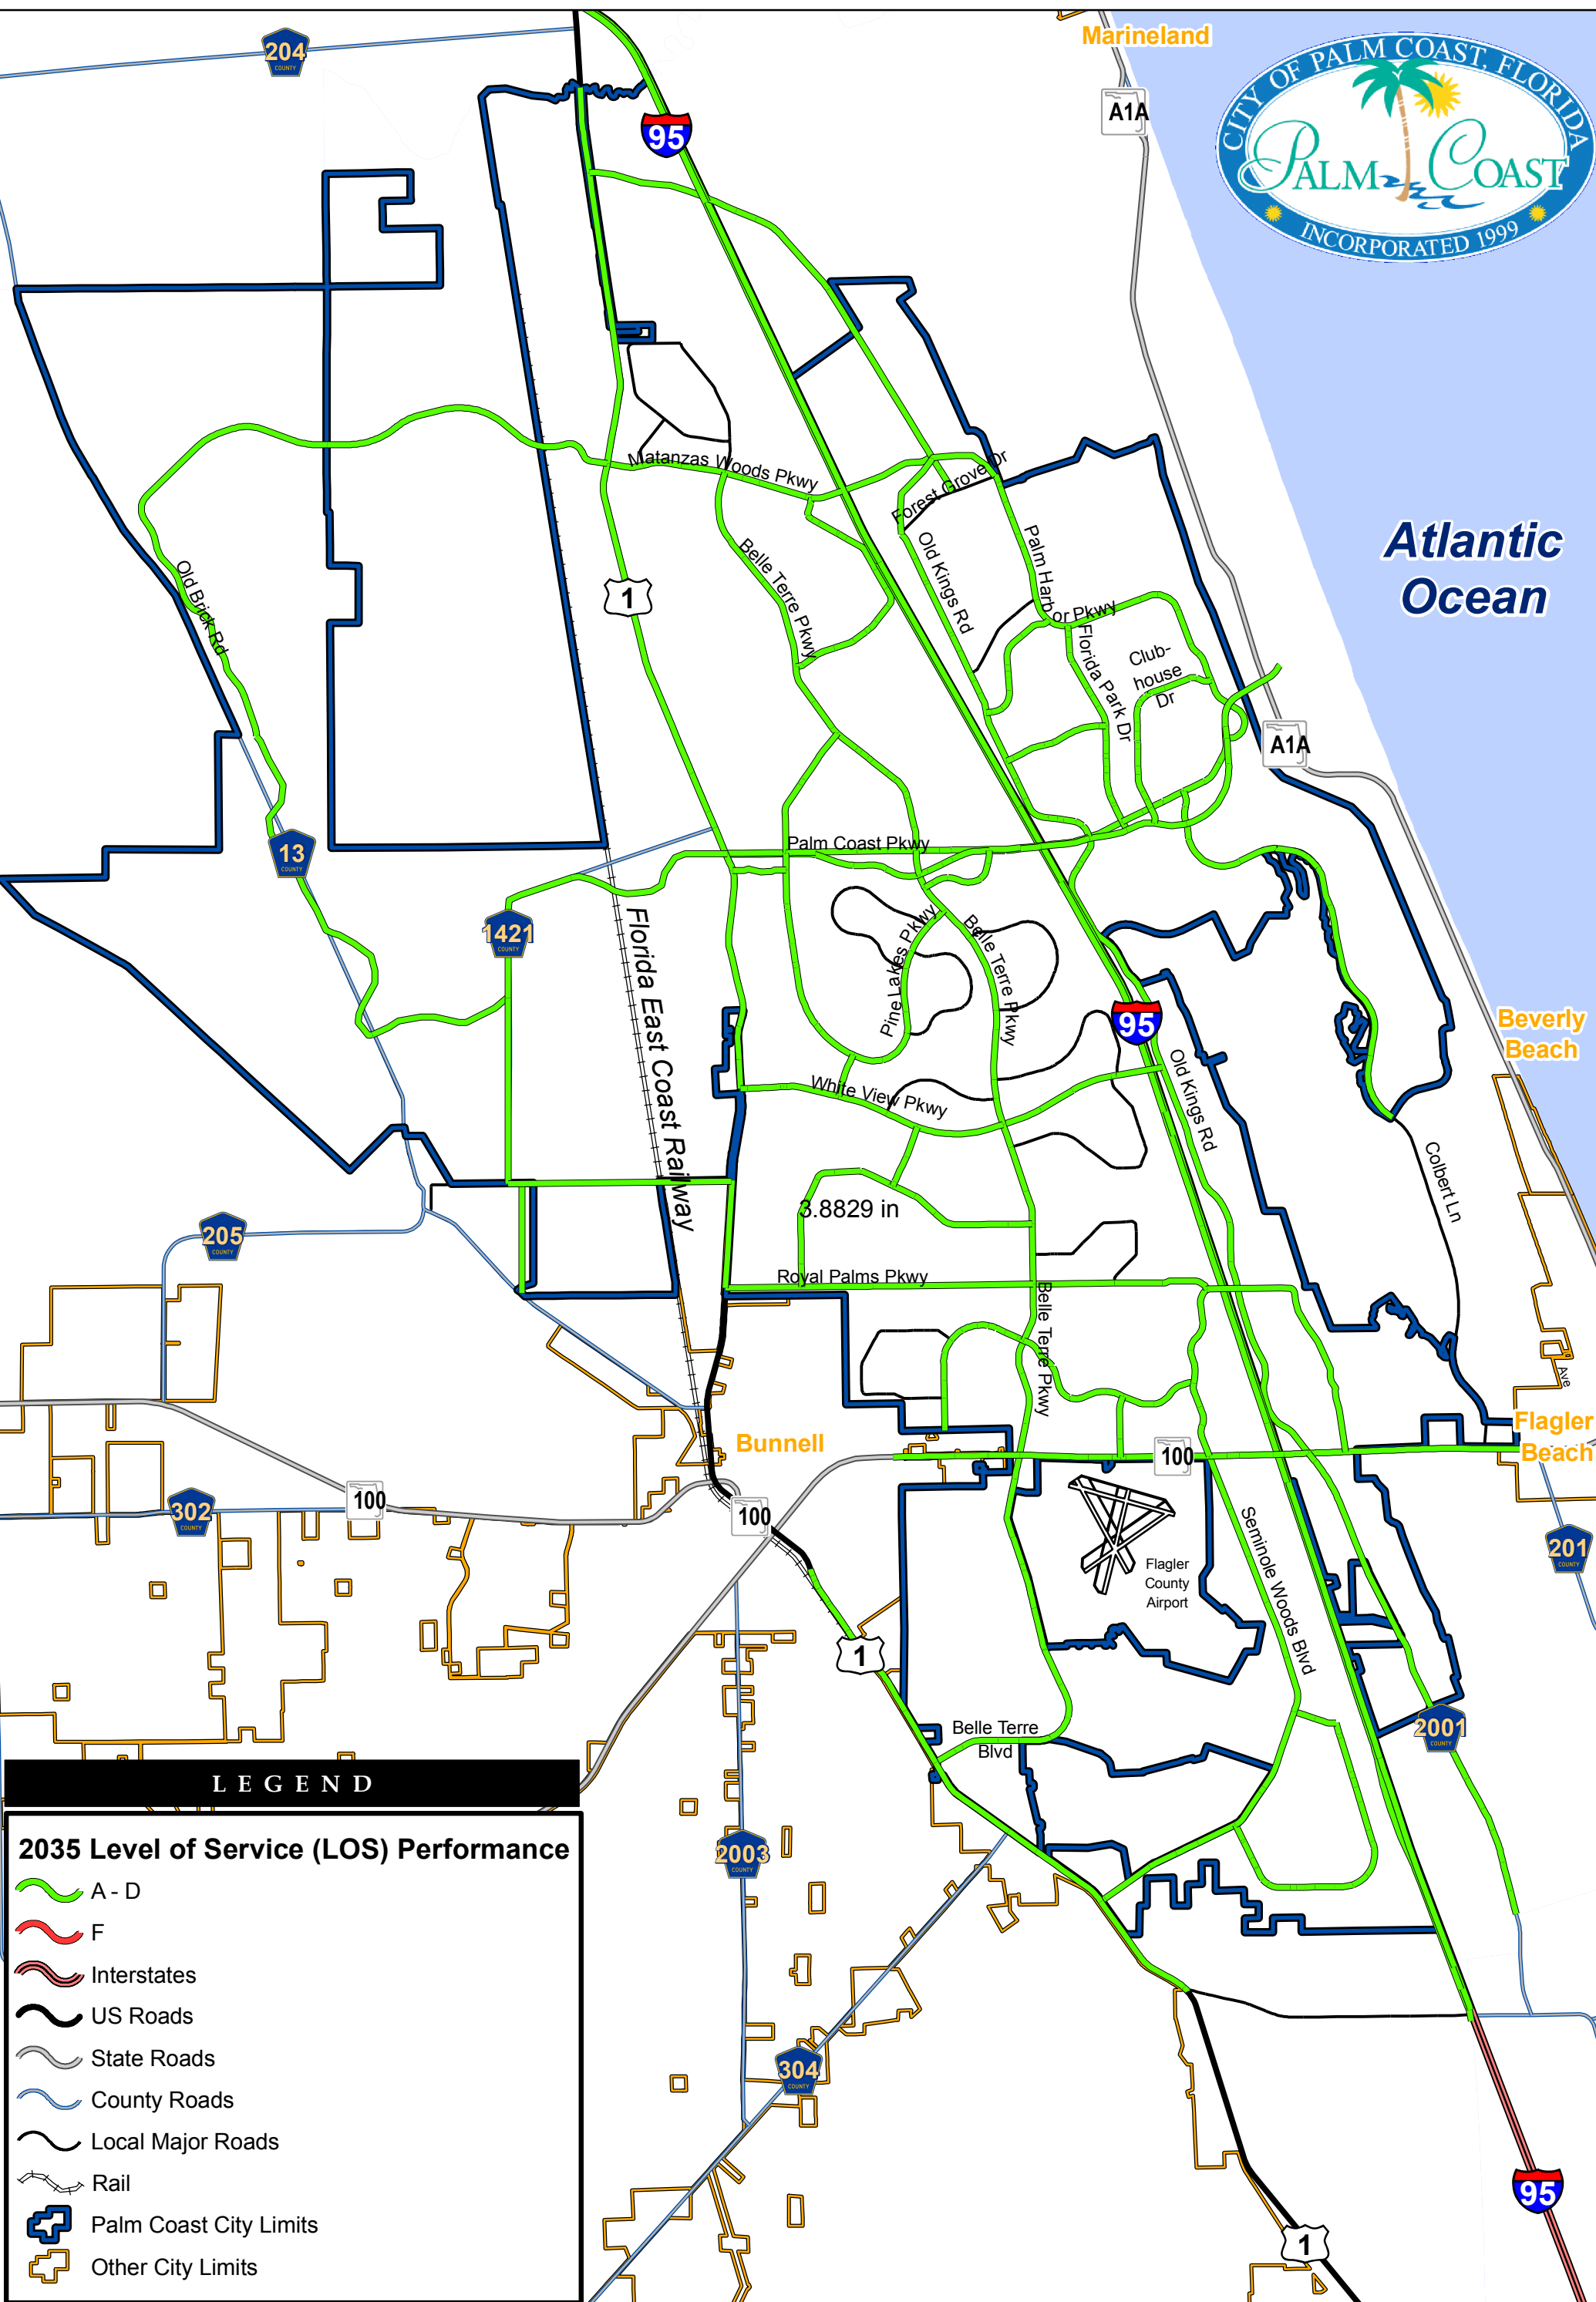 204
COUNTY
Marineland
A1A
95
CITY OF PALM COAST, FLORIDA
PALM COAST
INCORPORATED 1999
Matanzas Woods Pkwy
Forest Grove Dr
Atlantic
Ocean
Old Kings Rd
Palm Harbor Pkwy
Belle Terre Pkwy
Old Brick Rd
1
Florida Park Dr
Club-
house
Dr
A1A
13
COUNTY
Palm Coast Pkwy
1421
COUNTY
Florida East Coast Railway
Pine Lakes Pkwy
Belle Terre Pkwy
95
Beverly
Beach
Old Kings Rd
White View Pkwy
Colbert Ln
3.8829 in
205
COUNTY
Royal Palms Pkwy
Belle Terre Pkwy
Ave
Bunnell
Flagler
Beach
100
100
302
COUNTY
100
Seminole Woods Blvd
201
COUNTY
Flagler
County
Airport
1
Belle Terre
Blvd
2001
COUNTY
LEGEND
2035 Level of Service (LOS) Performance
A - D
F
Interstates
US Roads
State Roads
County Roads
Local Major Roads
Rail
Palm Coast City Limits
Other City Limits
2003
COUNTY
304
COUNTY
95
1